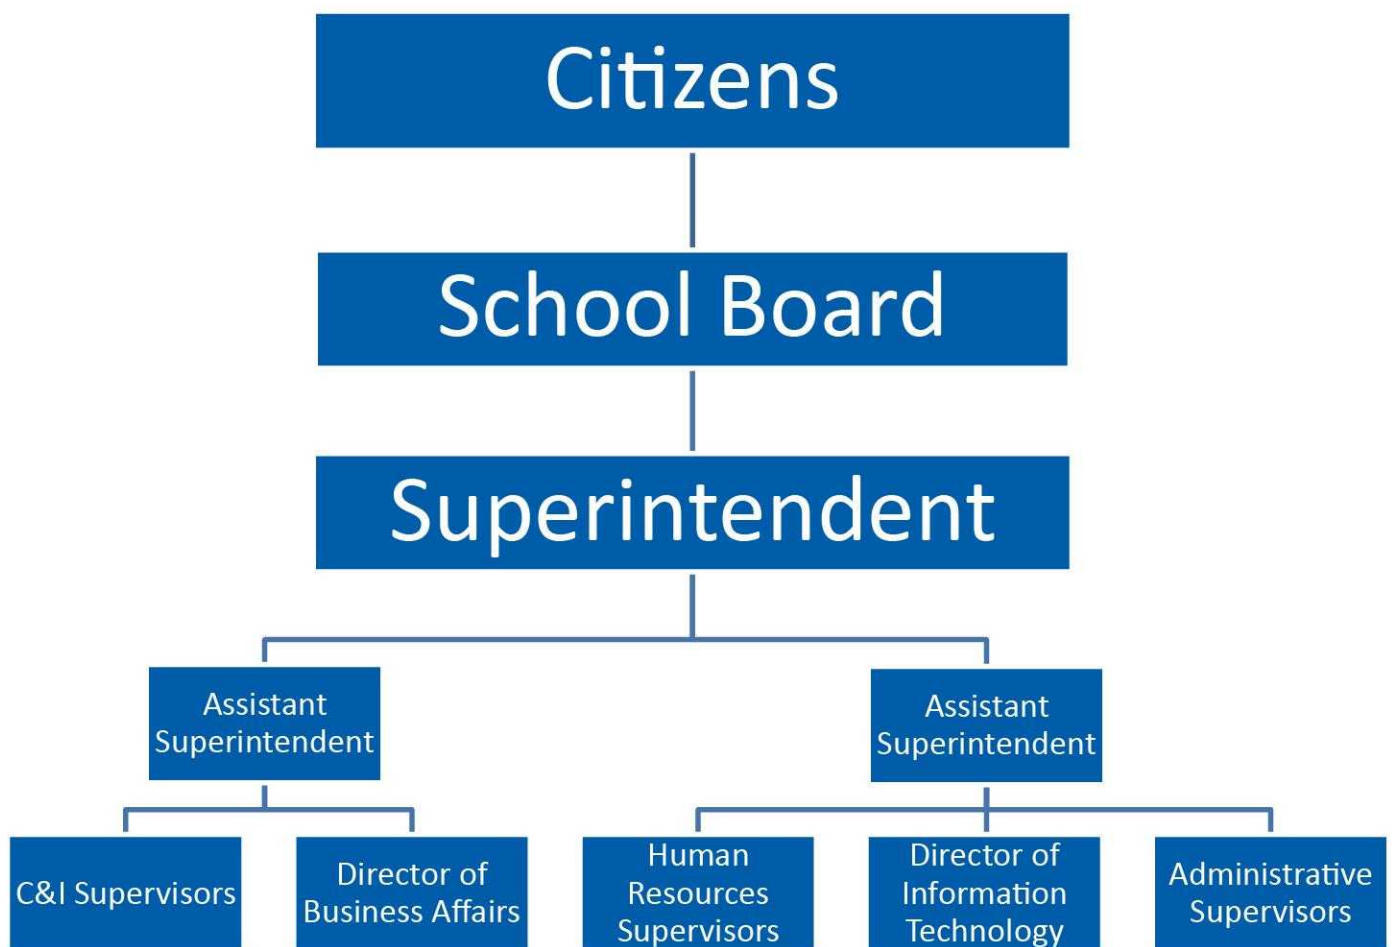 Citizens
School Board
Superintendent
Assistant
Superintendent
Assistant
Superintendent
C&I Supervisors
Director of
Business Affairs
Human
Resources
Supervisors
Director of
Information
Technology
Administrative
Supervisors